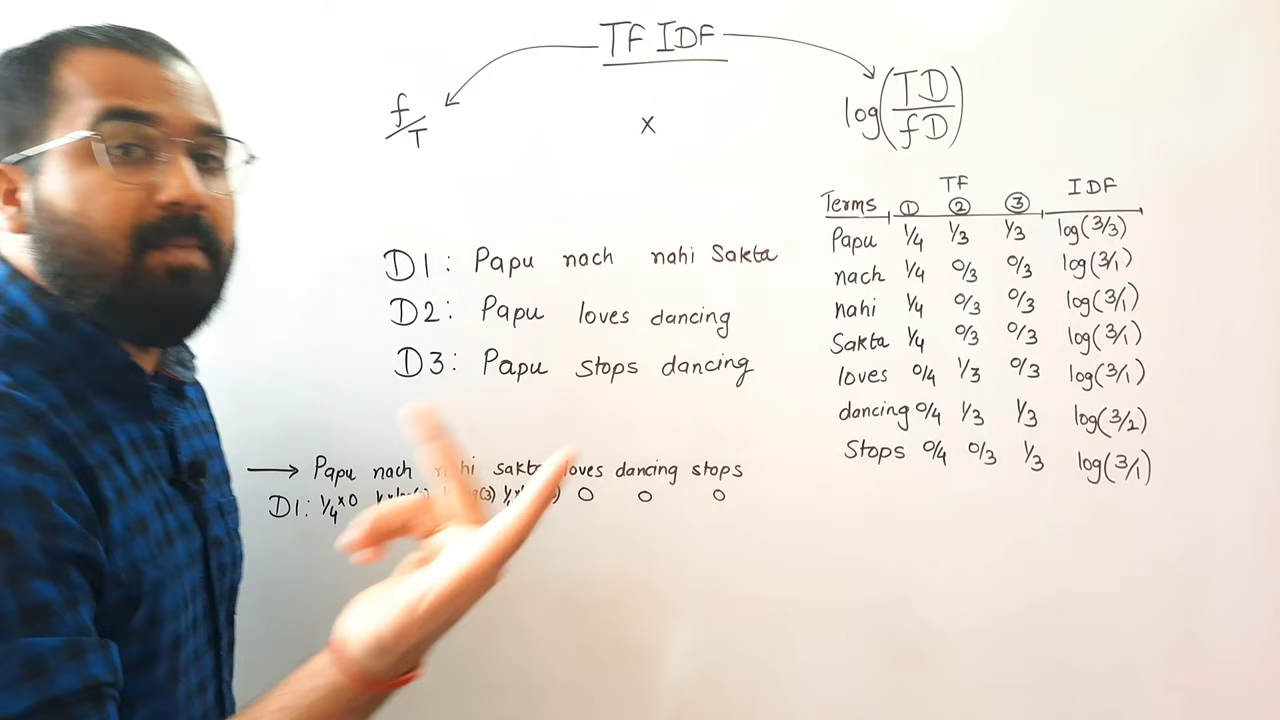 TF IDF
f/T × log(TD/fD)
D1: Papu nach nahi Sakta
D2: Papu loves dancing
D3: Papu stops dancing
TF IDF
Terms ① ② ③
Papu 1/4 1/3 1/3 log(3/3)
nach 1/4 0/3 0/3 log(3/1)
nahi 1/4 0/3 0/3 log(3/1)
Sakta 1/4 0/3 0/3 log(3/1)
loves 0/4 1/3 0/3 log(3/1)
dancing 0/4 1/3 1/3 log(3/2)
Stops 0/4 0/3 1/3 log(3/1)
→ Papu nach loves dancing stops
D1: 1/4×0 0 0 0